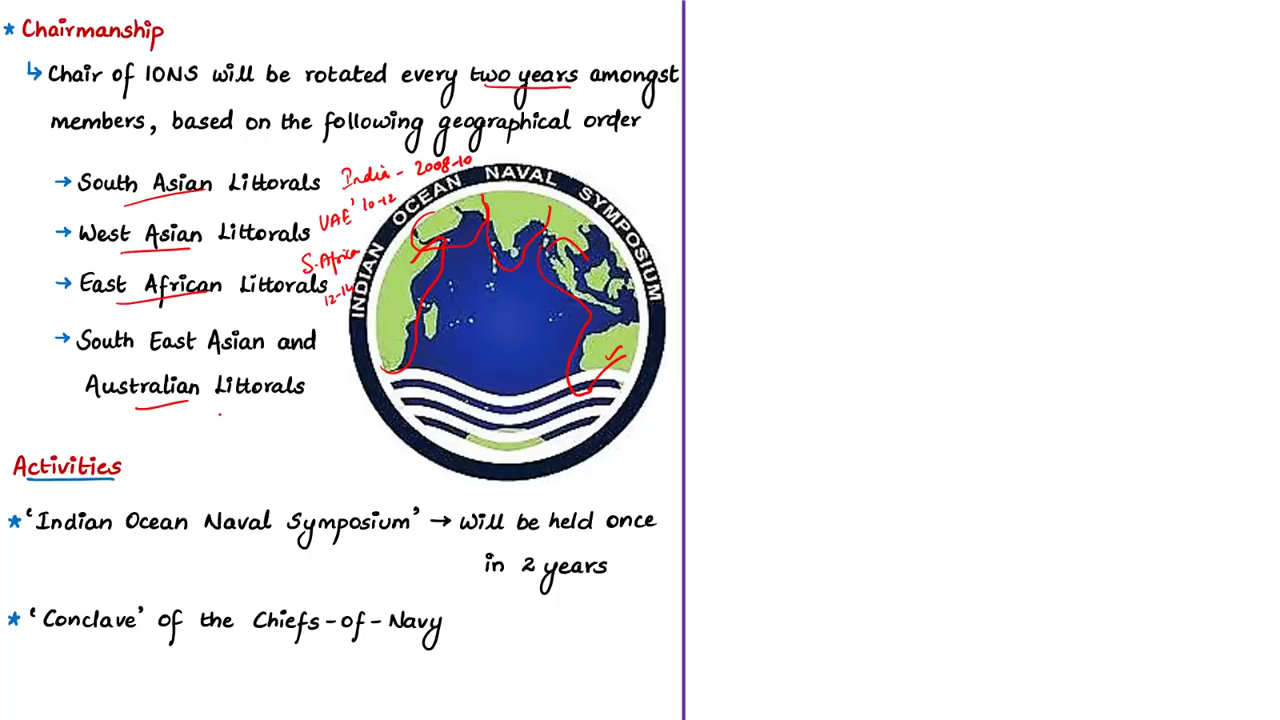 * Chairmanship
↳ Chair of IONS will be rotated every two years amongst
members, based on the following geographical order
→ South Asian Littorals
India - 2008-10
→ West Asian Littorals
UAE' 10-12
→ East African Littorals
S. Africa
12-14
→ South East Asian and
Australian Littorals
INDIAN OCEAN NAVAL SYMPOSIUM
Activities
* 'Indian Ocean Naval Symposium' → will be held once
in 2 years
* 'Conclave' of the Chiefs-of-Navy